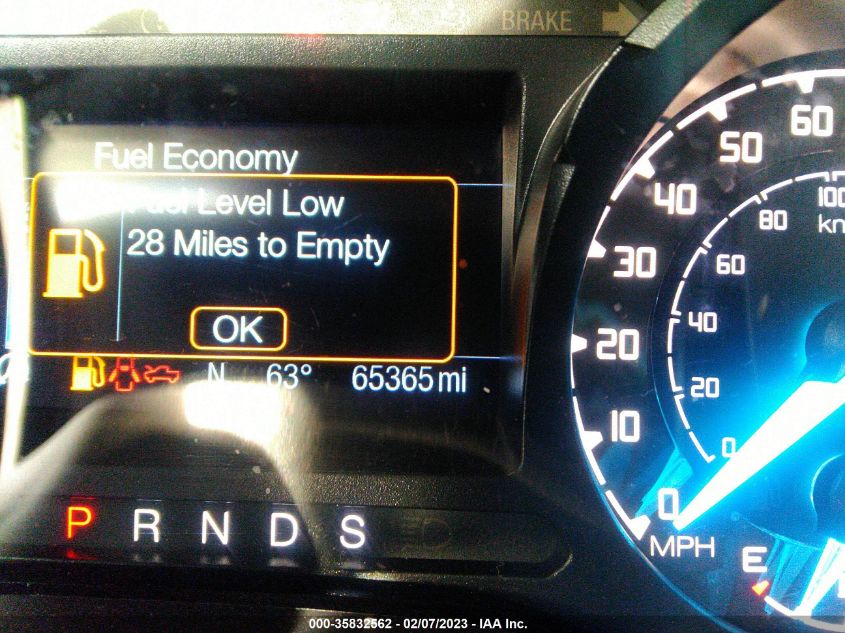 BRAKE
Fuel Economy
Fuel Level Low
28 Miles to Empty
OK
N 63° 65365 mi
P R N D S
60
50
40
30
20
10
0
MPH
100
80
60
40
20
0
E
000-35832562 - 02/07/2023 - IAA Inc.